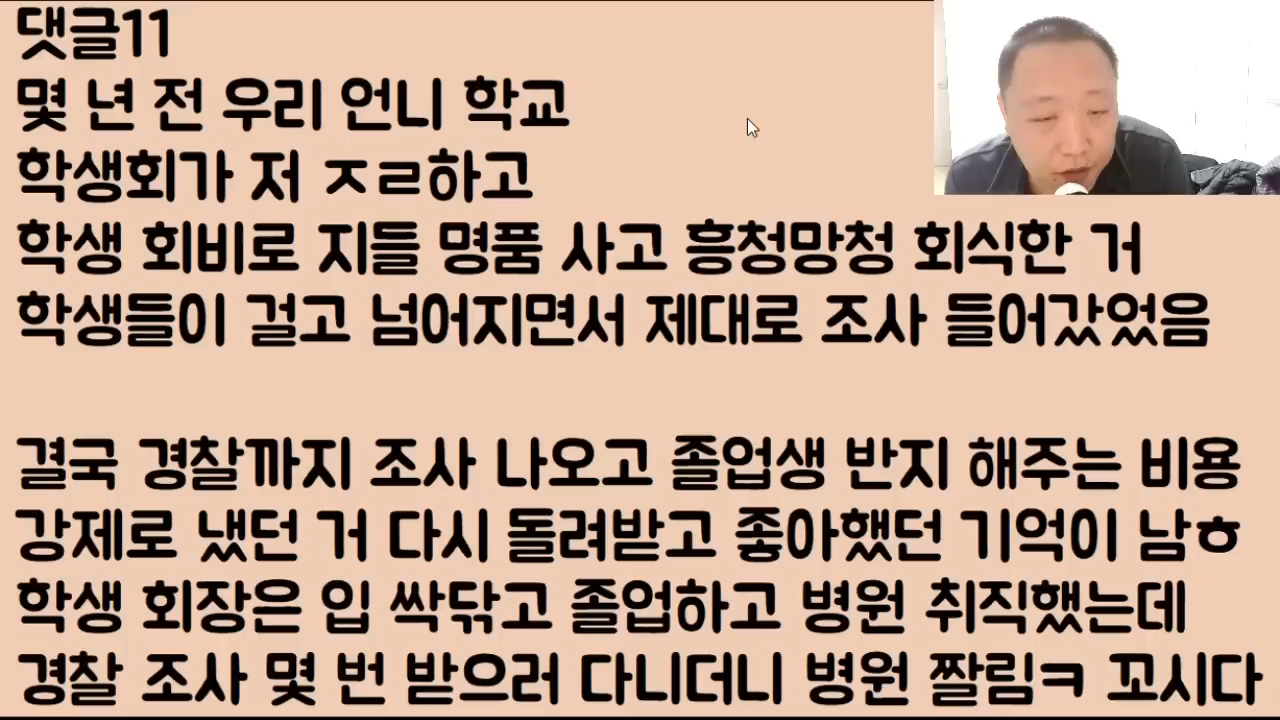 댓글11
몇 년 전 우리 언니 학교
학생회가 저 ㅈㄹ하고
학생 회비로 지들 명품 사고 흥청망청 회식한 거
학생들이 걸고 넘어지면서 제대로 조사 들어갔었음
결국 경찰까지 조사 나오고 졸업생 반지 해주는 비용
강제로 냈던 거 다시 돌려받고 좋아했던 기억이 남ㅎ
학생 회장은 입 싹닦고 졸업하고 병원 취직했는데
경찰 조사 몇 번 받으러 다니더니 병원 짤림ㅋ 꼬시다